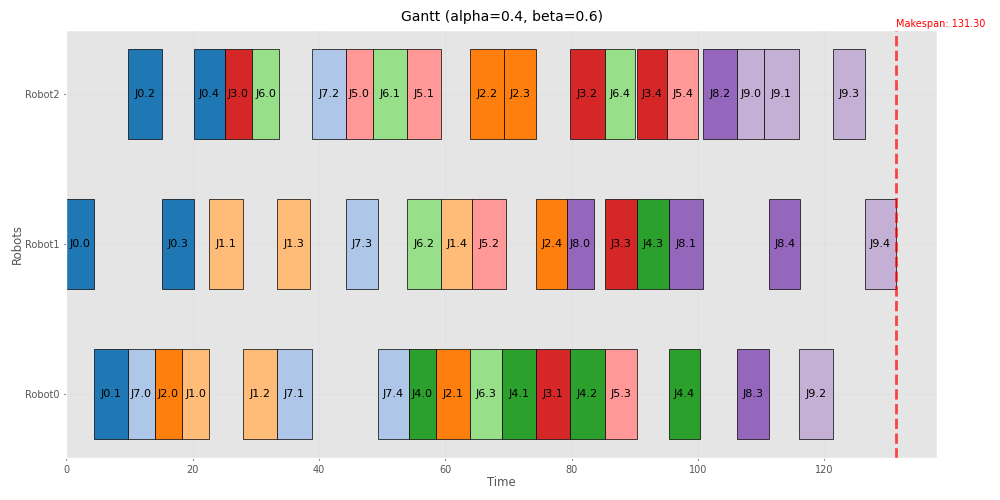 Gantt (alpha=0.4, beta=0.6)
Makespan: 131.30
Robot2
J0.2 J0.4 J3.0 J6.0 J7.2 J5.0 J6.1 J5.1 J2.2 J2.3 J3.2 J6.4 J3.4 J5.4 J8.2 J9.0 J9.1 J9.3
Robots
Robot1
J0.0 J0.3 J1.1 J1.3 J7.3 J6.2 J1.4 J5.2 J2.4 J8.0 J3.3 J4.3 J8.1 J8.4 J9.4
Robot0
J0.1 J7.0 J2.0 J1.0 J1.2 J7.1 J7.4 J4.0 J2.1 J6.3 J4.1 J3.1 J4.2 J5.3 J4.4 J8.3 J9.2
0 20 40 60 80 100 120
Time